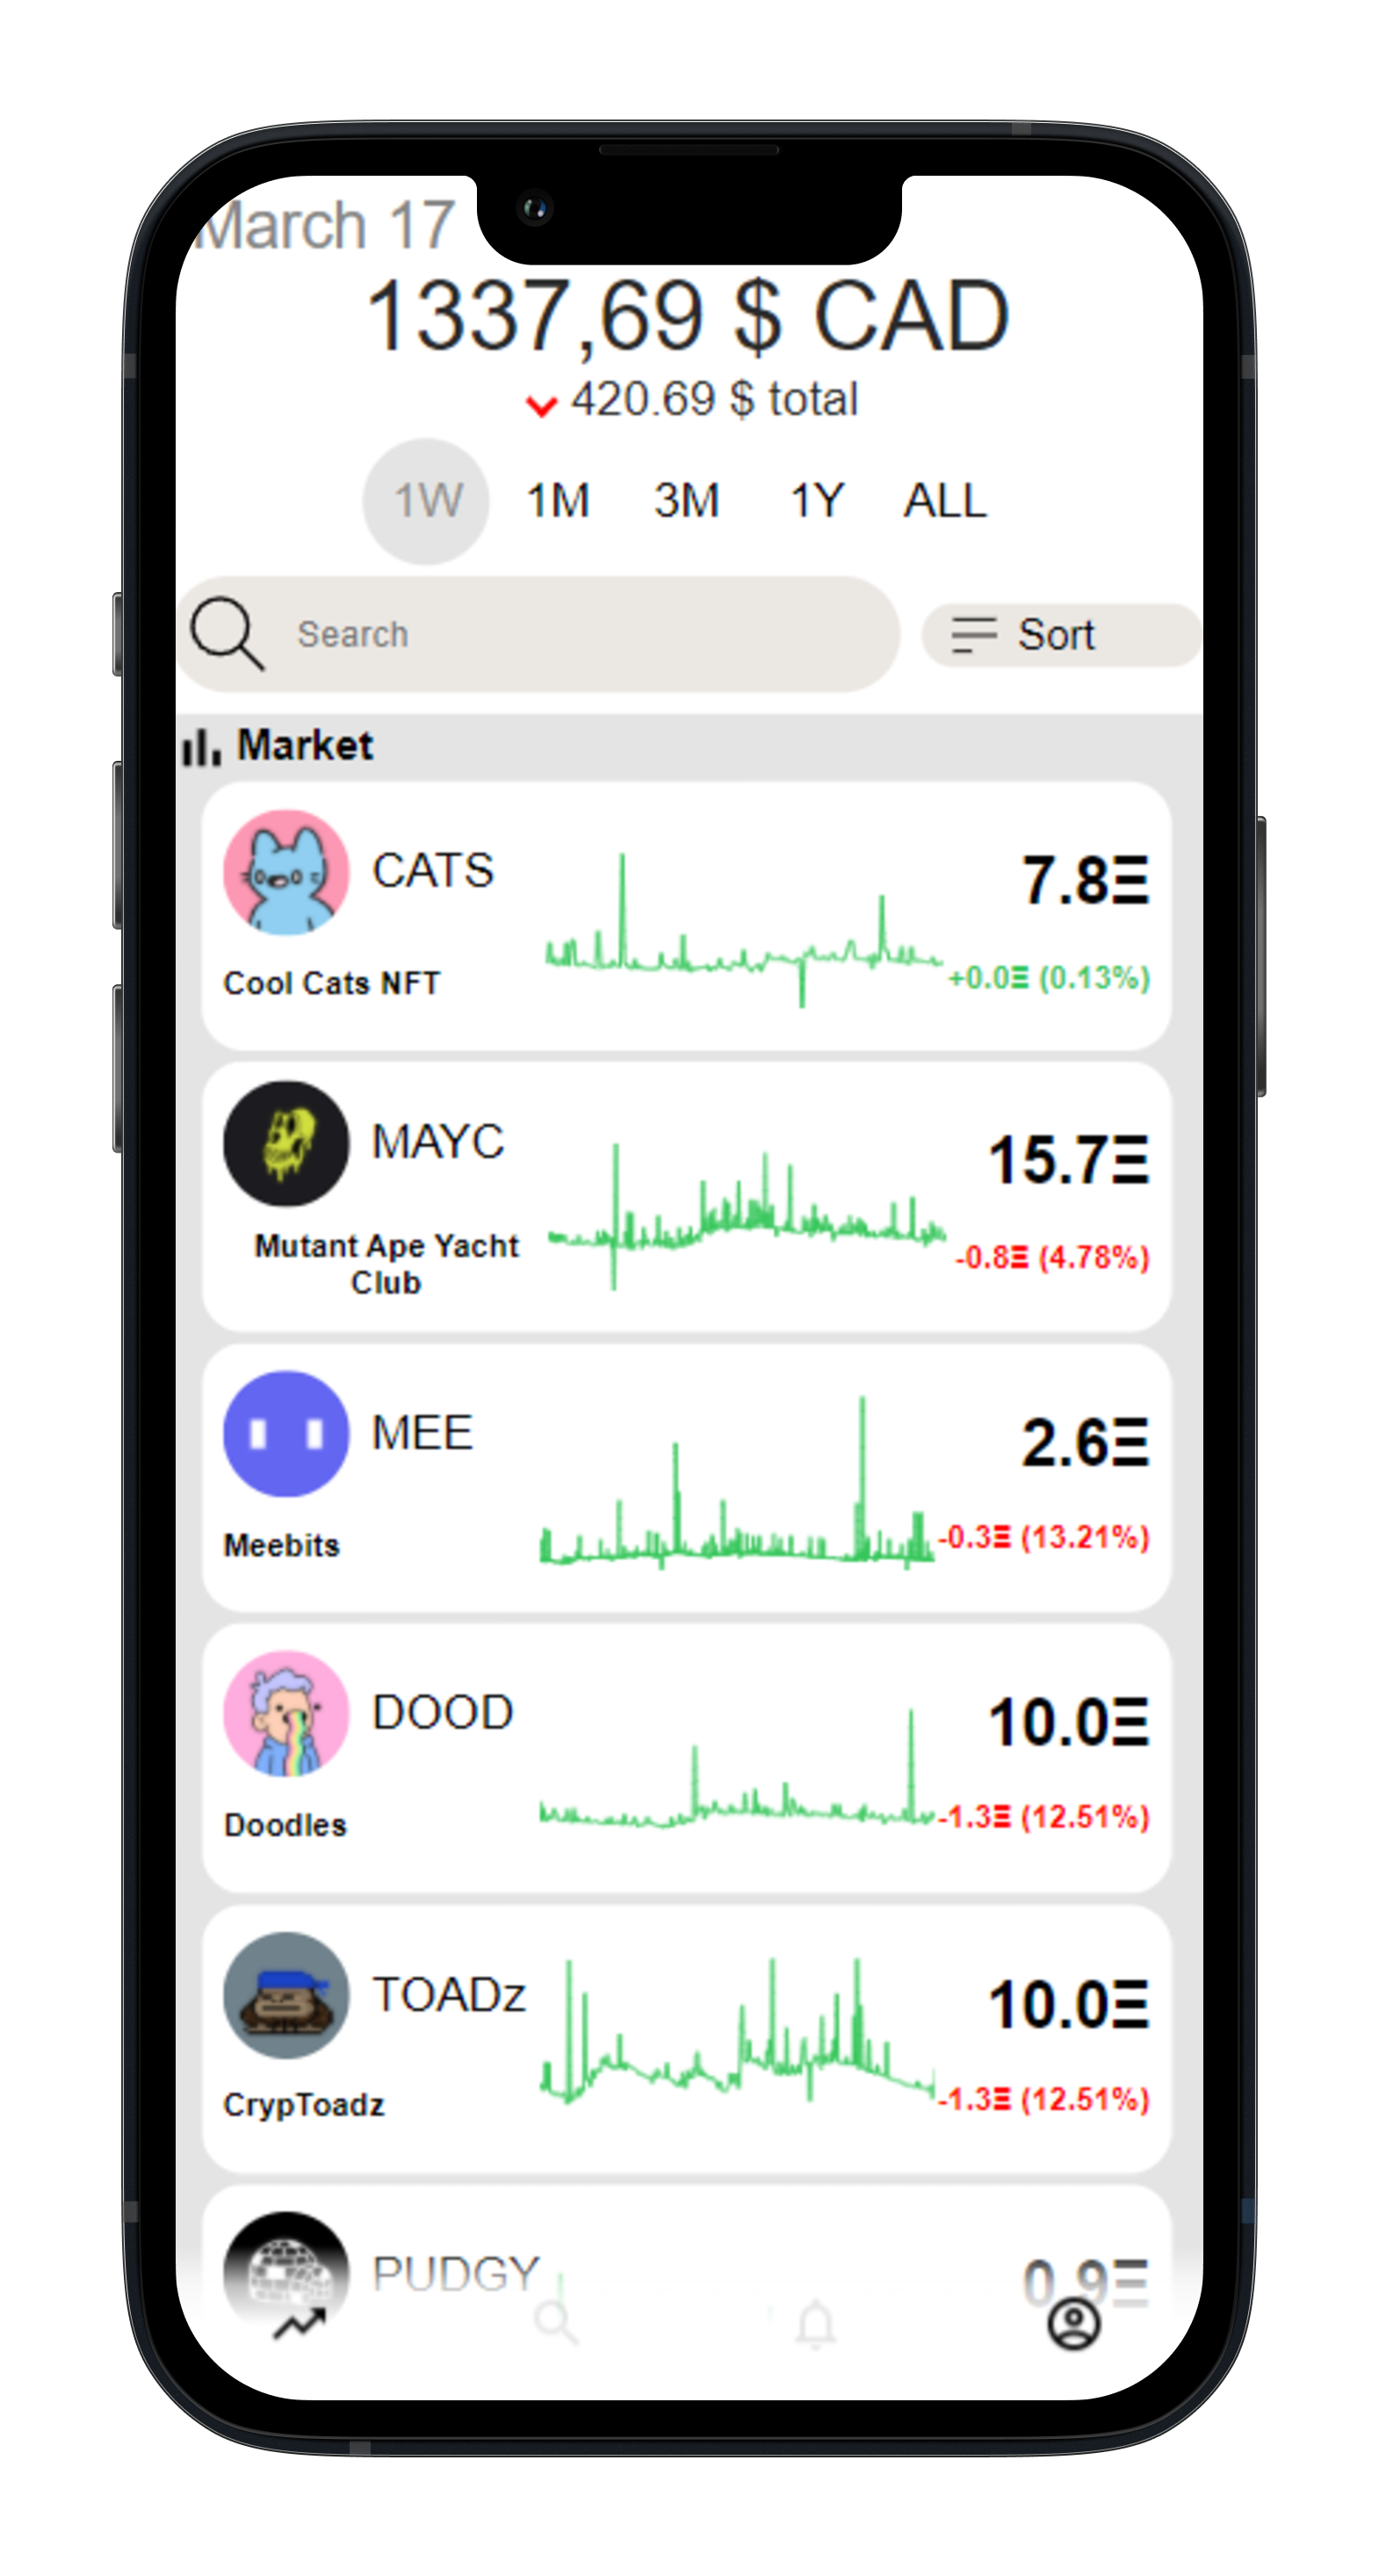 March 17
1337,69 $ CAD
420.69 $ total
1W 1M 3M 1Y ALL
Search
Sort
Market
CATS
7.8Ξ
Cool Cats NFT
+0.0Ξ (0.13%)
MAYC
15.7Ξ
Mutant Ape Yacht
Club
-0.8Ξ (4.78%)
MEE
2.6Ξ
Meebits
-0.3Ξ (13.21%)
DOOD
10.0Ξ
Doodles
-1.3Ξ (12.51%)
TOADz
10.0Ξ
CrypToadz
-1.3Ξ (12.51%)
PUDGY
0.9Ξ